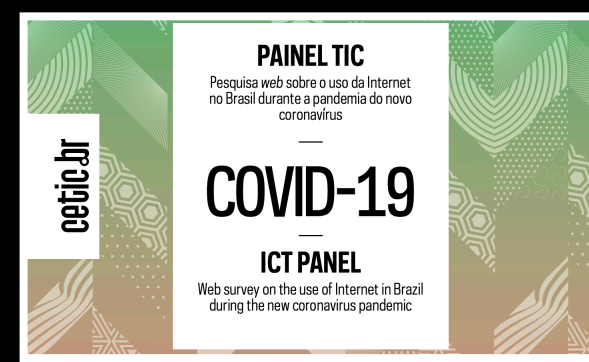 PAINEL TIC
Pesquisa web sobre o uso da Internet
no Brasil durante a pandemia do novo
coronavírus
COVID-19
ICT PANEL
Web survey on the use of Internet in Brazil
during the new coronavirus pandemic
cetic.br